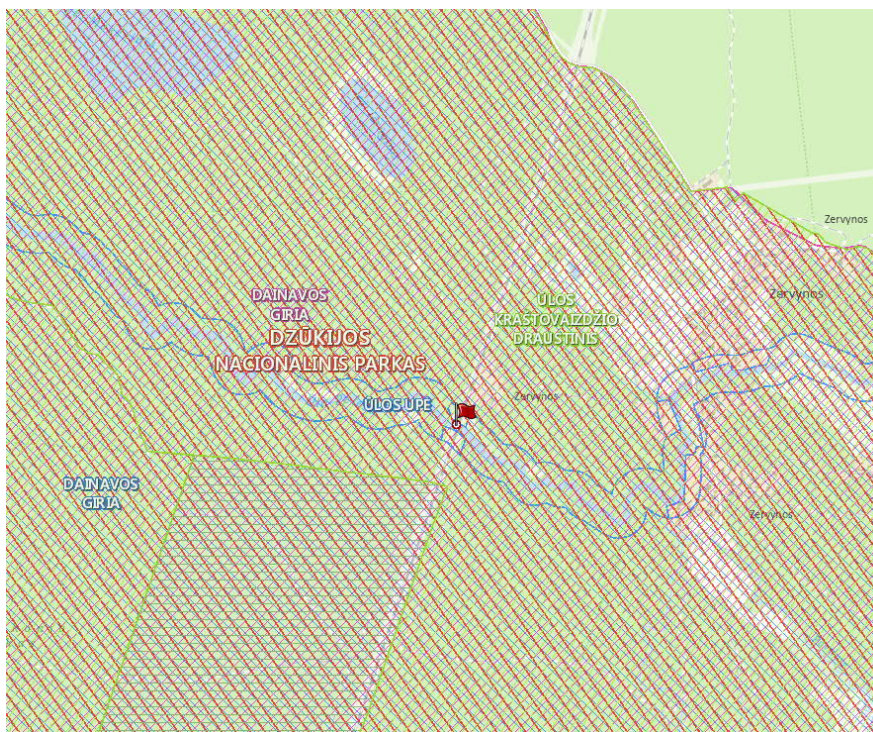 Zervynos
Zervynos
DAINAVOS
GIRIA
ŪLOS
KRAŠTOVAIZDŽIO
DRAUSTINIS
DZŪKIJOS
NACIONALINIS PARKAS
Zervynos
ŪLOS UPĖ
DAINAVOS
GIRIA
Zervynos